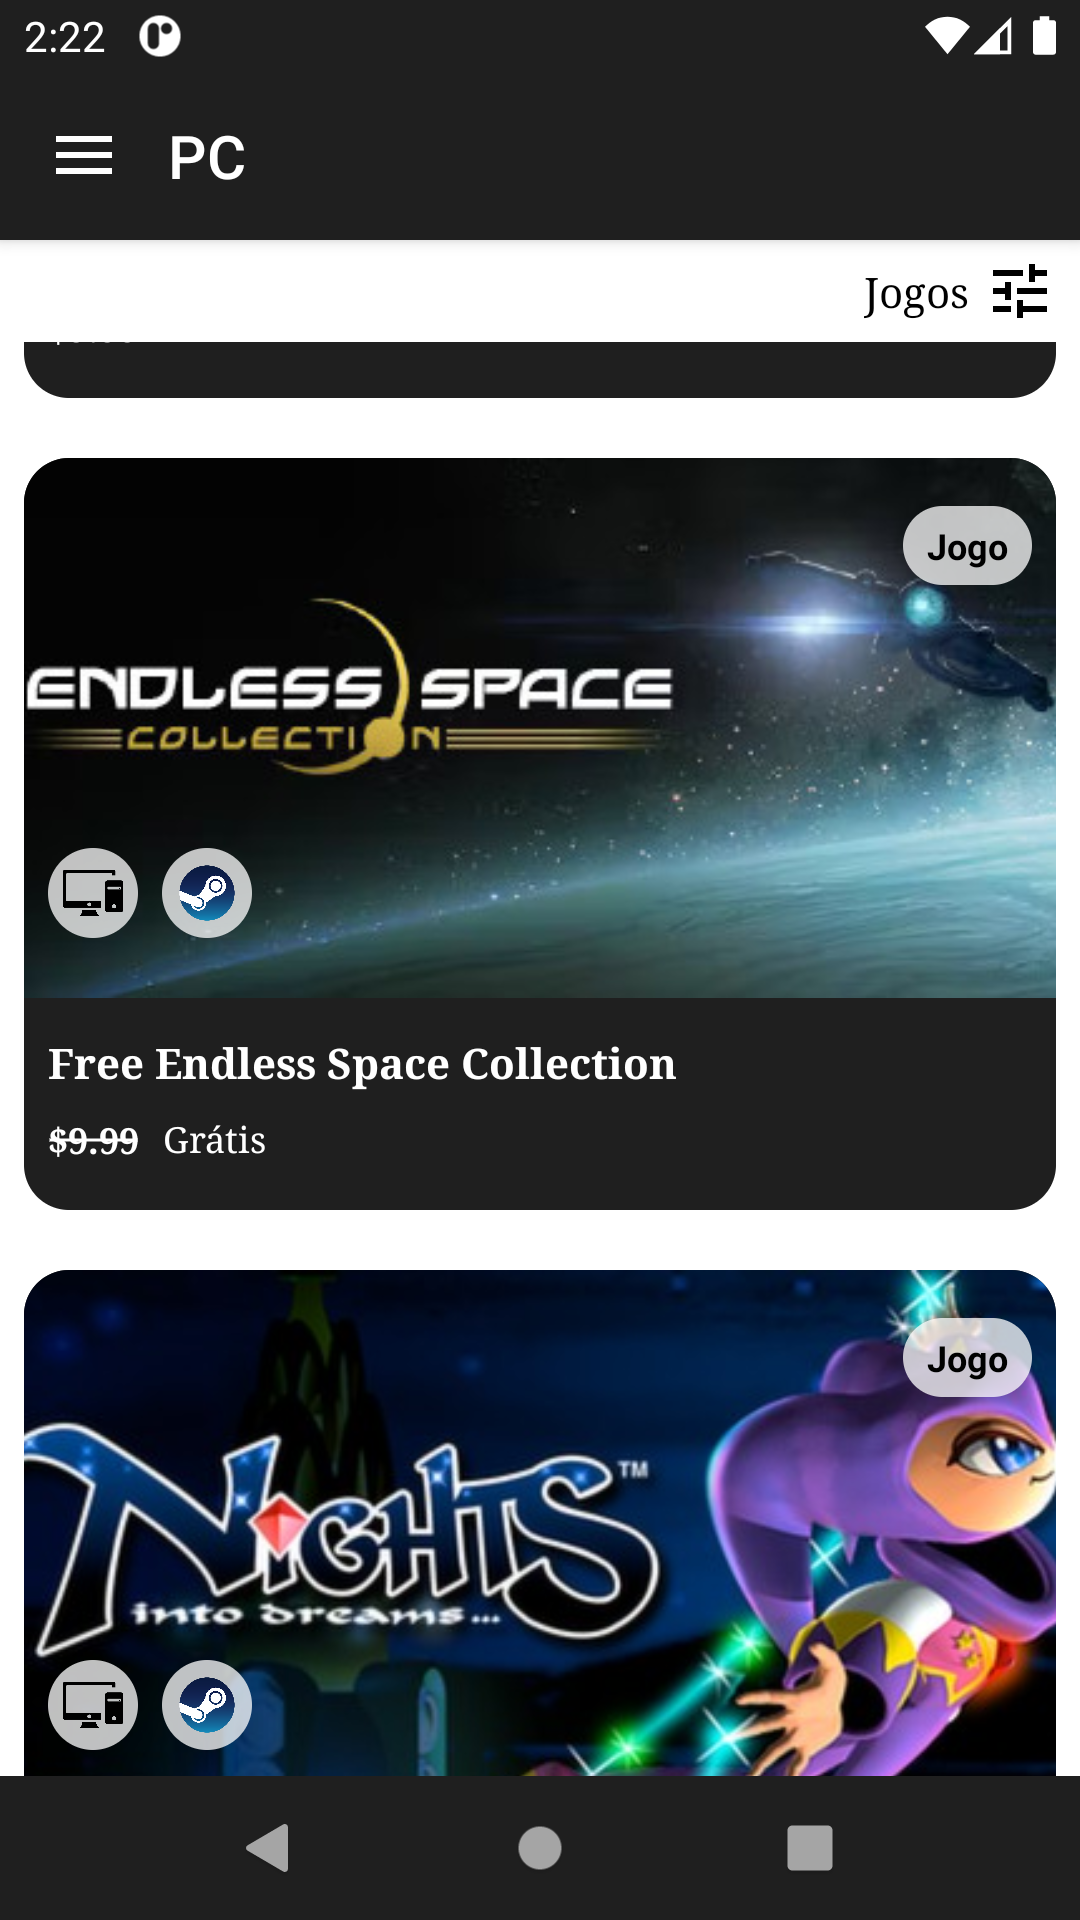 2:22
PC
Jogos
Jogo
ENDLESS SPACE
COLLECTION
Free Endless Space Collection
$9.99 Grátis
Jogo
NiGHTS™
into dreams...